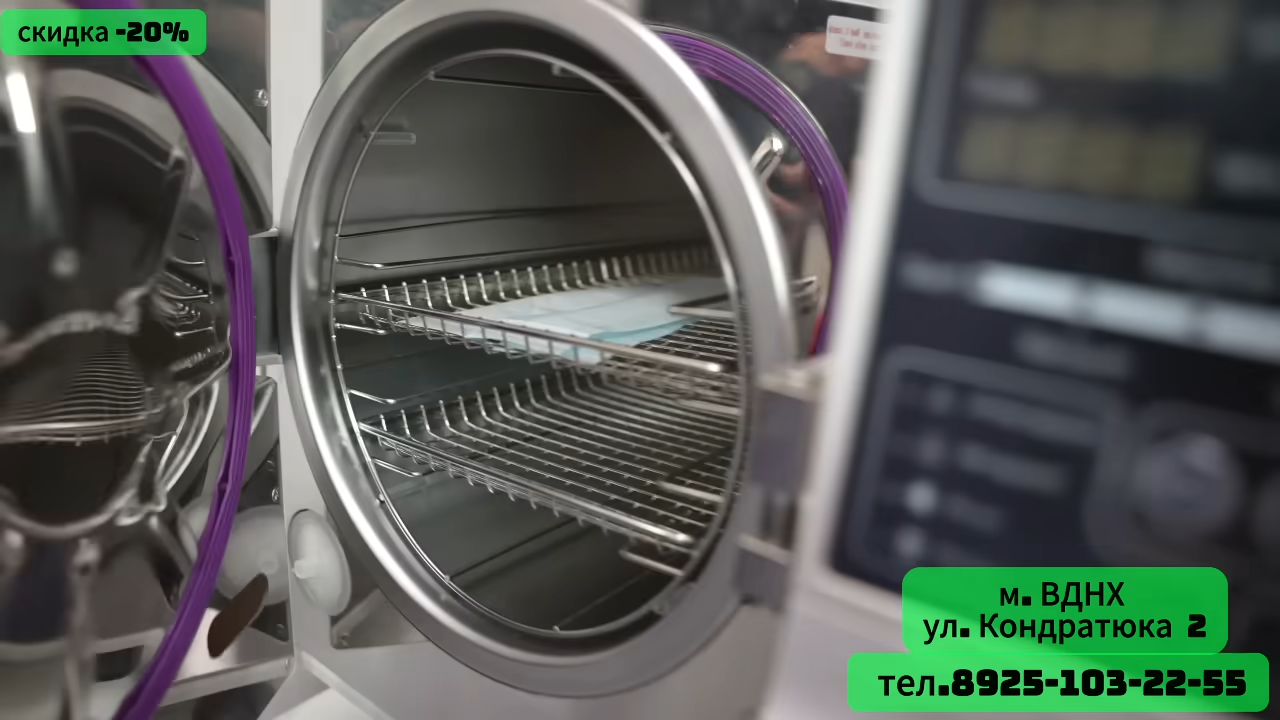 скидка -20%
м. ВДНХ
ул. Кондратюка 2
тел.8925-103-22-55